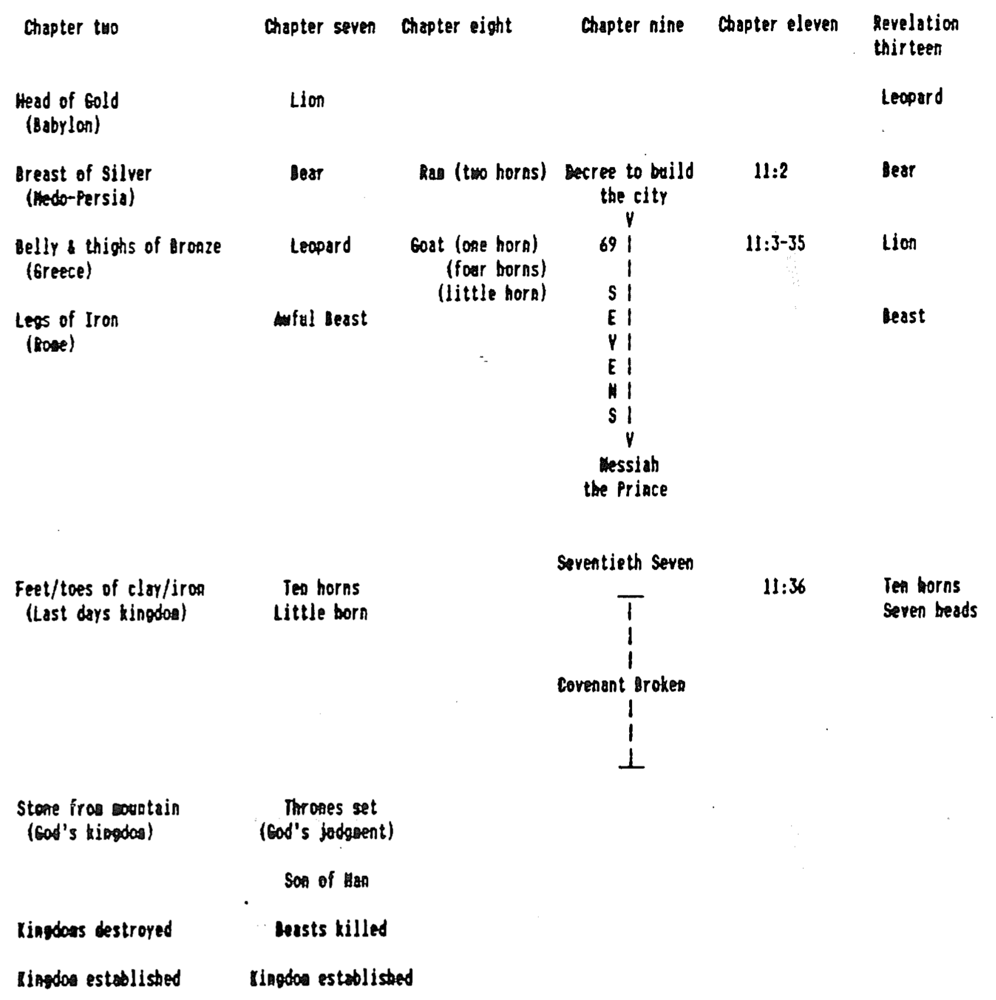 Chapter two Chapter seven Chapter eight Chapter nine Chapter eleven Revelation
thirteen
Head of Gold Lion Leopard
(Babylon)
Breast of Silver Bear Ram (two horns) Decree to build 11:2 Bear
(Medo-Persia) the city
V
Belly & thighs of Bronze Leopard Goat (one horn) 69 | 11:3-35 Lion
(Greece) (four horns) |
(little horn) S |
Legs of Iron Awful Beast E | Beast
(Rome) V |
E |
N |
S |
V
Messiah
the Prince
Seventieth Seven
Feet/toes of clay/iron Ten horns 11:36 Ten horns
(Last days kingdom) Little horn | Seven heads
|
|
Covenant Broken
|
|
|
Stone from mountain Thrones set
(God's kingdom) (God's judgment)
Son of Man
Kingdoms destroyed Beasts killed
Kingdom established Kingdom established